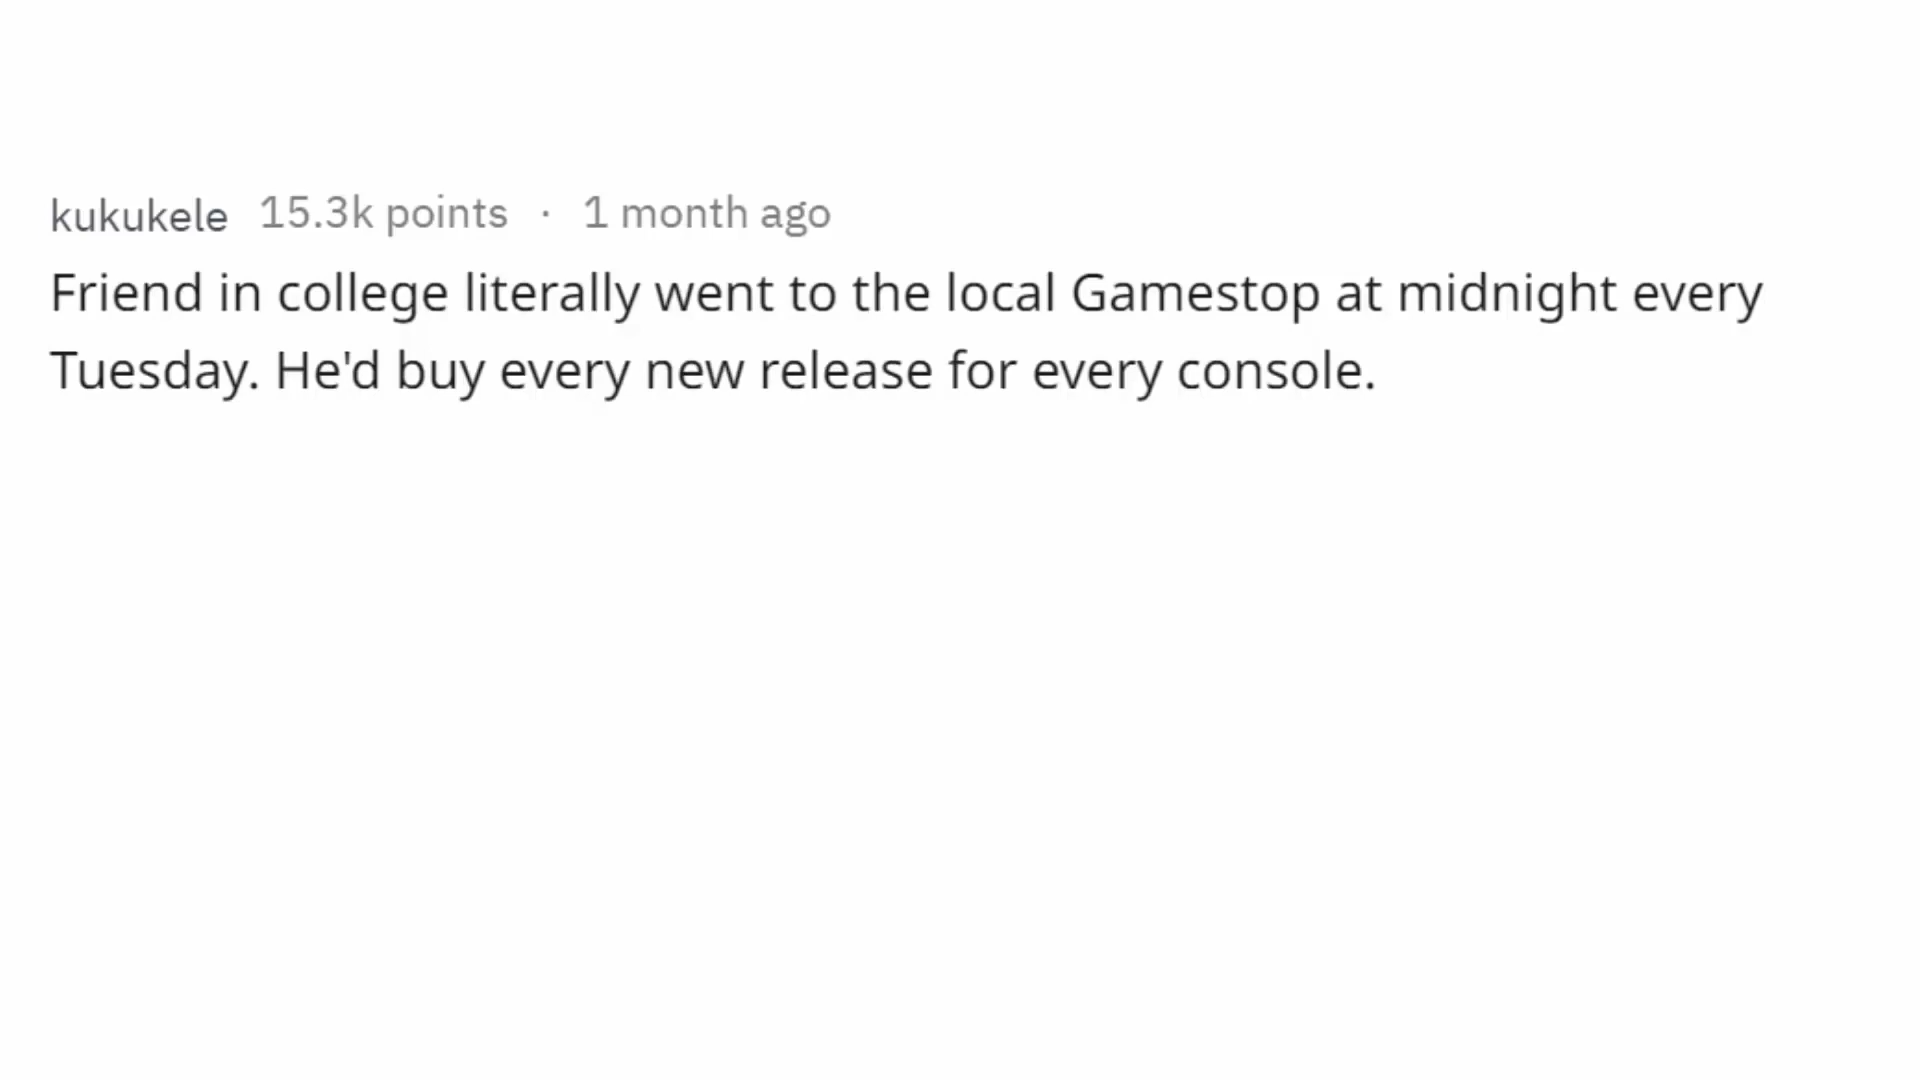 kukukele 15.3k points · 1 month ago
Friend in college literally went to the local Gamestop at midnight every
Tuesday. He'd buy every new release for every console.